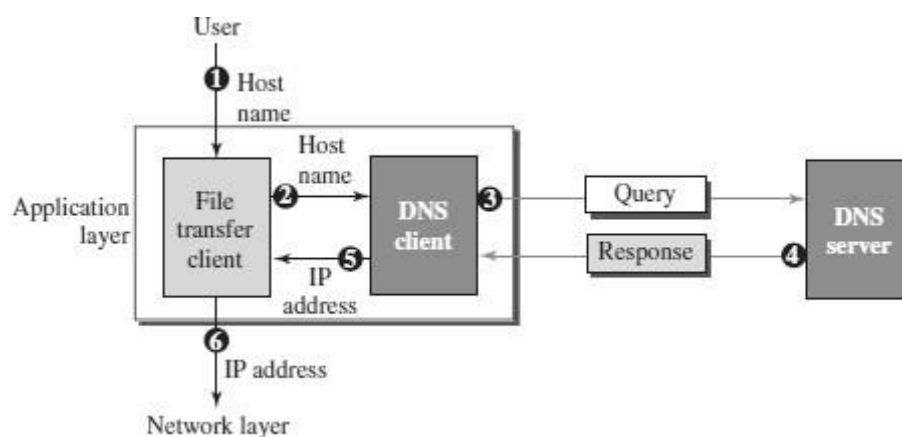 User
1
Host
name
Host
name
2
3
Query
Application
layer
File
transfer
client
DNS
client
DNS
server
5
Response
4
IP
address
6
IP address
Network layer